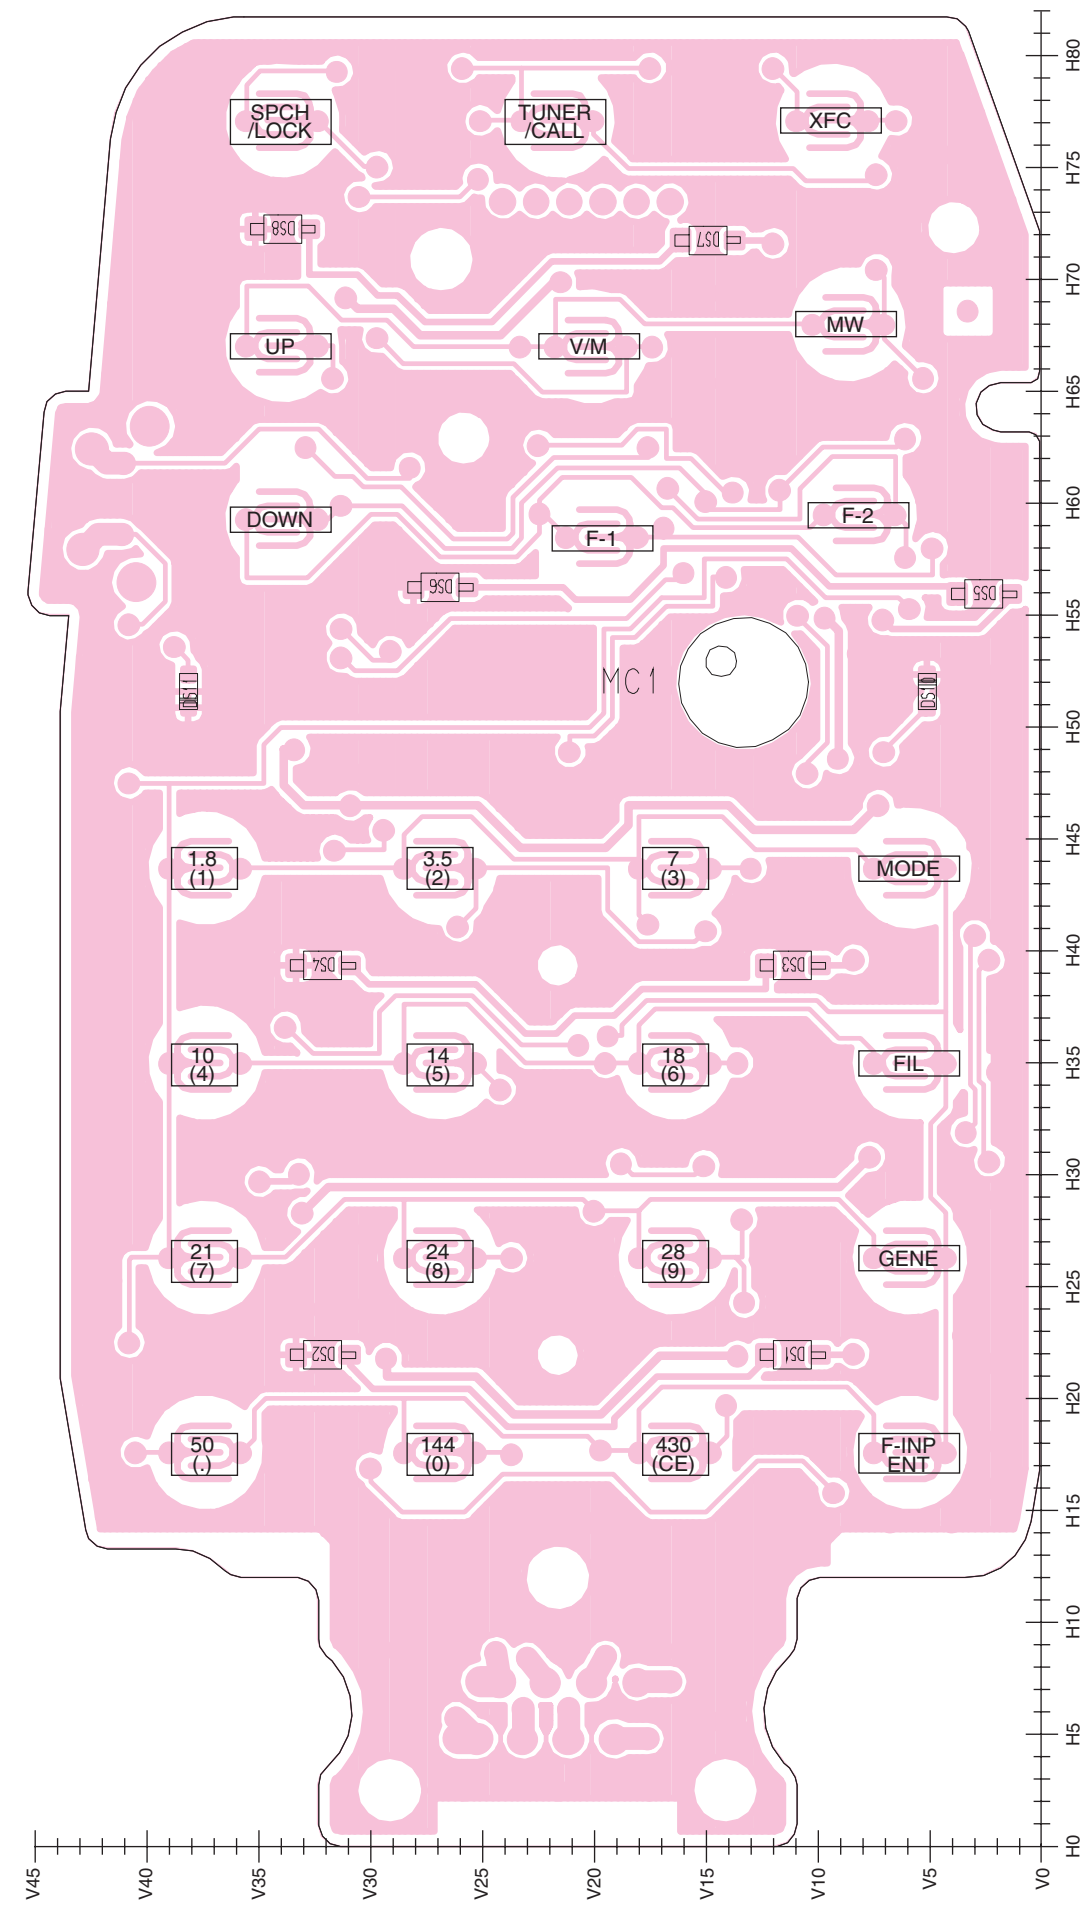 H80
SPCH
/LOCK
TUNER
/CALL
XFC
H75
DS8
DS7
H70
UP
V/M
MW
H65
H60
DOWN
F-1
F-2
DS6
DS5
H55
MC1
DS11
DS10
H50
H45
1.8
(1)
3.5
(2)
7
(3)
MODE
H40
DS4
DS3
H35
10
(4)
14
(5)
18
(6)
FIL
H30
21
(7)
24
(8)
28
(9)
GENE
H25
DS2
DS1
H20
50
(.)
144
(0)
430
(CE)
F-INP
ENT
H15
H10
H5
H0
V45
V40
V35
V30
V25
V20
V15
V10
V5
V0